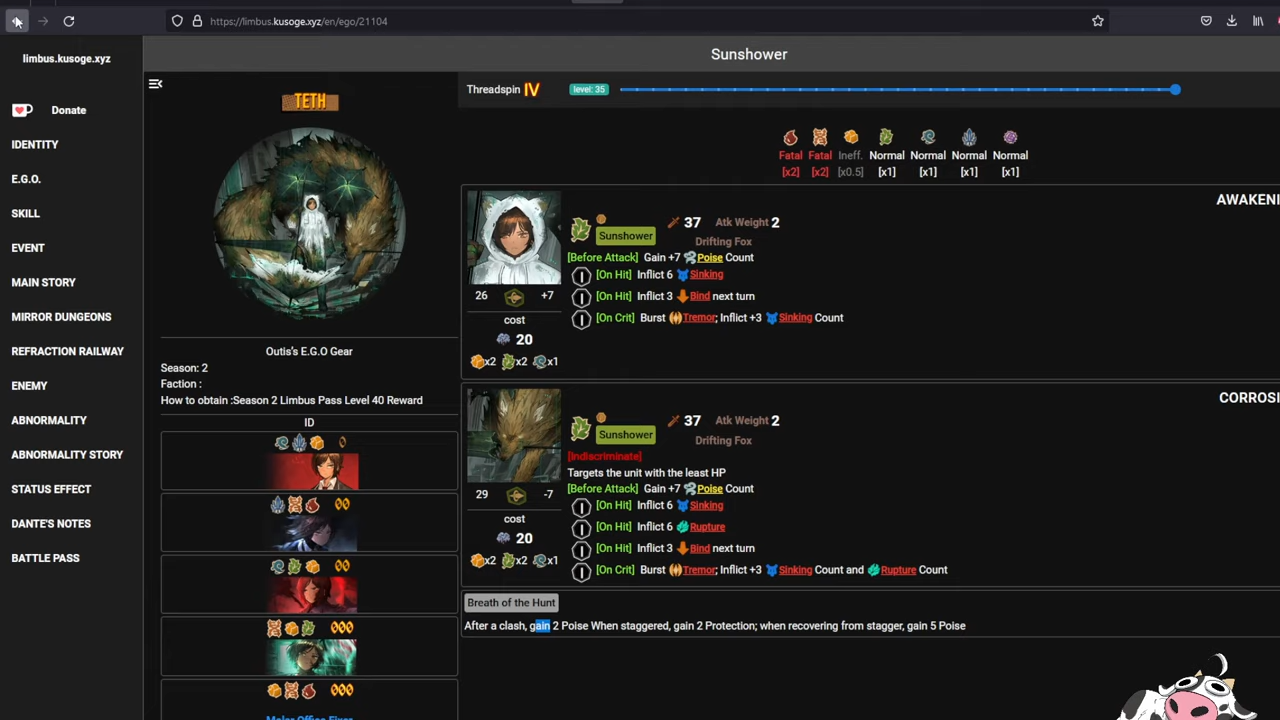 https://limbus.kusoge.xyz/en/ego/21104
limbus.kusoge.xyz
Sunshower
Donate
IDENTITY
E.G.O.
SKILL
EVENT
MAIN STORY
MIRROR DUNGEONS
REFRACTION RAILWAY
ENEMY
ABNORMALITY
ABNORMALITY STORY
STATUS EFFECT
DANTE'S NOTES
BATTLE PASS
TETH
Outis's E.G.O Gear
Season: 2
Faction :
How to obtain :Season 2 Limbus Pass Level 40 Reward
ID
0
00
00
000
000
Threadspin IV level: 35
Fatal Fatal Ineff. Normal Normal Normal Normal
[x2] [x2] [x0.5] [x1] [x1] [x1] [x1]
AWAKENI
37 Atk Weight 2
Sunshower
Drifting Fox
[Before Attack] Gain +7 Poise Count
I [On Hit] Inflict 6 Sinking
I [On Hit] Inflict 3 Bind next turn
I [On Crit] Burst Tremor; Inflict +3 Sinking Count
26 +7
cost
20
x2 x2 x1
CORROSI
37 Atk Weight 2
Sunshower
Drifting Fox
[Indiscriminate]
Targets the unit with the least HP
[Before Attack] Gain +7 Poise Count
I [On Hit] Inflict 6 Sinking
I [On Hit] Inflict 6 Rupture
I [On Hit] Inflict 3 Bind next turn
I [On Crit] Burst Tremor; Inflict +3 Sinking Count and Rupture Count
29 -7
cost
20
x2 x2 x1
Breath of the Hunt
After a clash, gain 2 Poise When staggered, gain 2 Protection; when recovering from stagger, gain 5 Poise